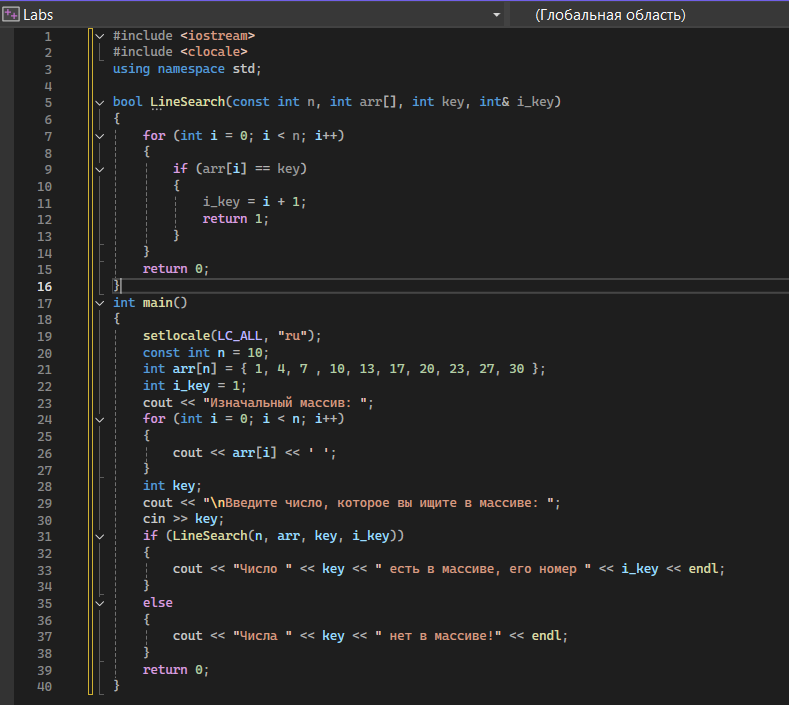 Labs (Глобальная область)
1 #include <iostream>
2 #include <clocale>
3 using namespace std;
4
5 bool LineSearch(const int n, int arr[], int key, int& i_key)
6 {
7 for (int i = 0; i < n; i++)
8 {
9 if (arr[i] == key)
10 {
11 i_key = i + 1;
12 return 1;
13 }
14 }
15 return 0;
16 }
17 int main()
18 {
19 setlocale(LC_ALL, "ru");
20 const int n = 10;
21 int arr[n] = { 1, 4, 7 , 10, 13, 17, 20, 23, 27, 30 };
22 int i_key = 1;
23 cout << "Изначальный массив: ";
24 for (int i = 0; i < n; i++)
25 {
26 cout << arr[i] << ' ';
27 }
28 int key;
29 cout << "\nВведите число, которое вы ищите в массиве: ";
30 cin >> key;
31 if (LineSearch(n, arr, key, i_key))
32 {
33 cout << "Число " << key << " есть в массиве, его номер " << i_key << endl;
34 }
35 else
36 {
37 cout << "Числа " << key << " нет в массиве!" << endl;
38 }
39 return 0;
40 }